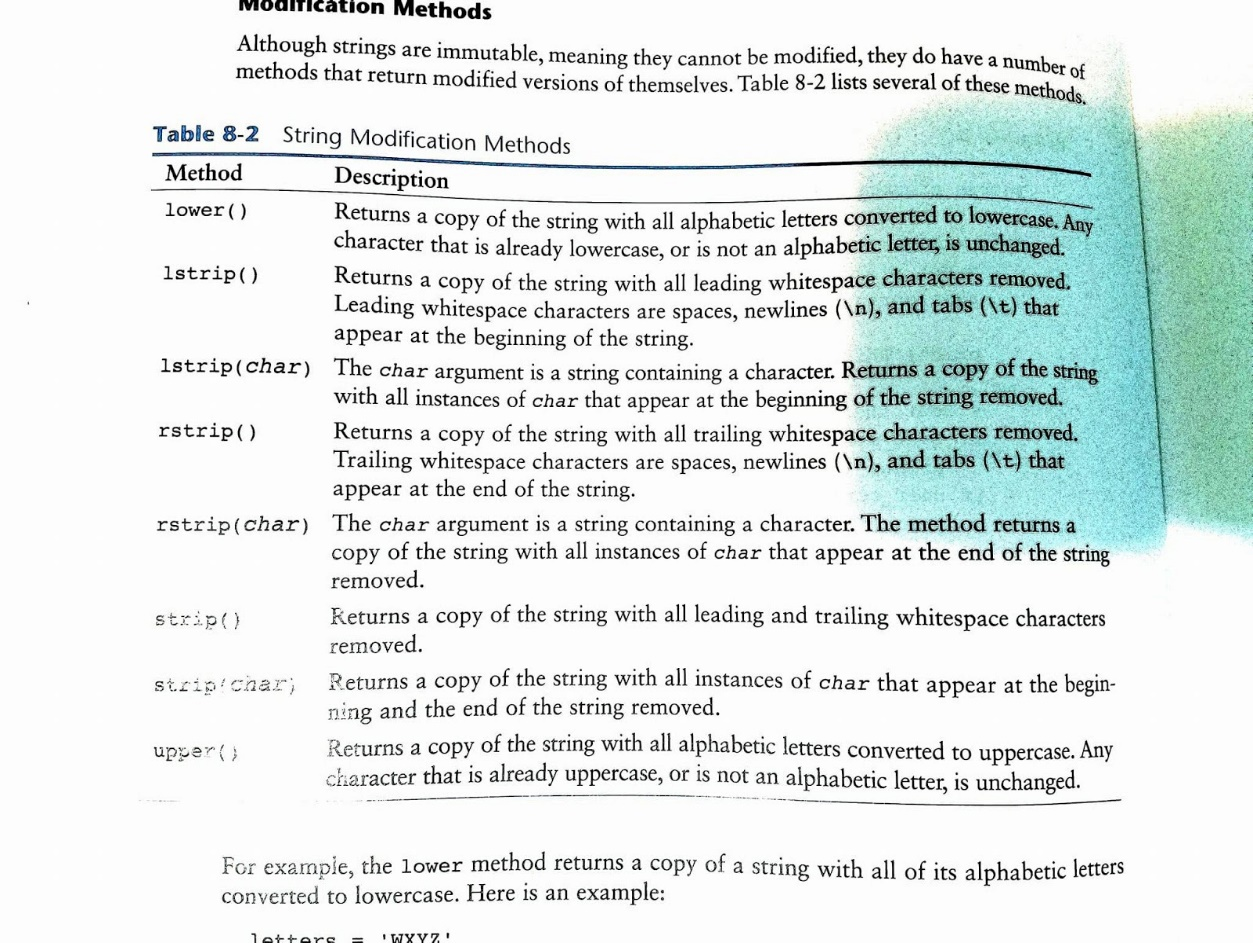 Modification Methods
Although strings are immutable, meaning they cannot be modified, they do have a number of
methods that return modified versions of themselves. Table 8-2 lists several of these methods.
Table 8-2 String Modification Methods
Method Description
lower() Returns a copy of the string with all alphabetic letters converted to lowercase. Any
character that is already lowercase, or is not an alphabetic letter, is unchanged.
lstrip() Returns a copy of the string with all leading whitespace characters removed.
Leading whitespace characters are spaces, newlines (\n), and tabs (\t) that
appear at the beginning of the string.
lstrip(char) The char argument is a string containing a character. Returns a copy of the string
with all instances of char that appear at the beginning of the string removed.
rstrip() Returns a copy of the string with all trailing whitespace characters removed.
Trailing whitespace characters are spaces, newlines (\n), and tabs (\t) that
appear at the end of the string.
rstrip(char) The char argument is a string containing a character. The method returns a
copy of the string with all instances of char that appear at the end of the string
removed.
strip() Returns a copy of the string with all leading and trailing whitespace characters
removed.
strip(char) Returns a copy of the string with all instances of char that appear at the begin-
ning and the end of the string removed.
upper() Returns a copy of the string with all alphabetic letters converted to uppercase. Any
character that is already uppercase, or is not an alphabetic letter, is unchanged.
For example, the lower method returns a copy of a string with all of its alphabetic letters
converted to lowercase. Here is an example:
letters = 'WXYZ'